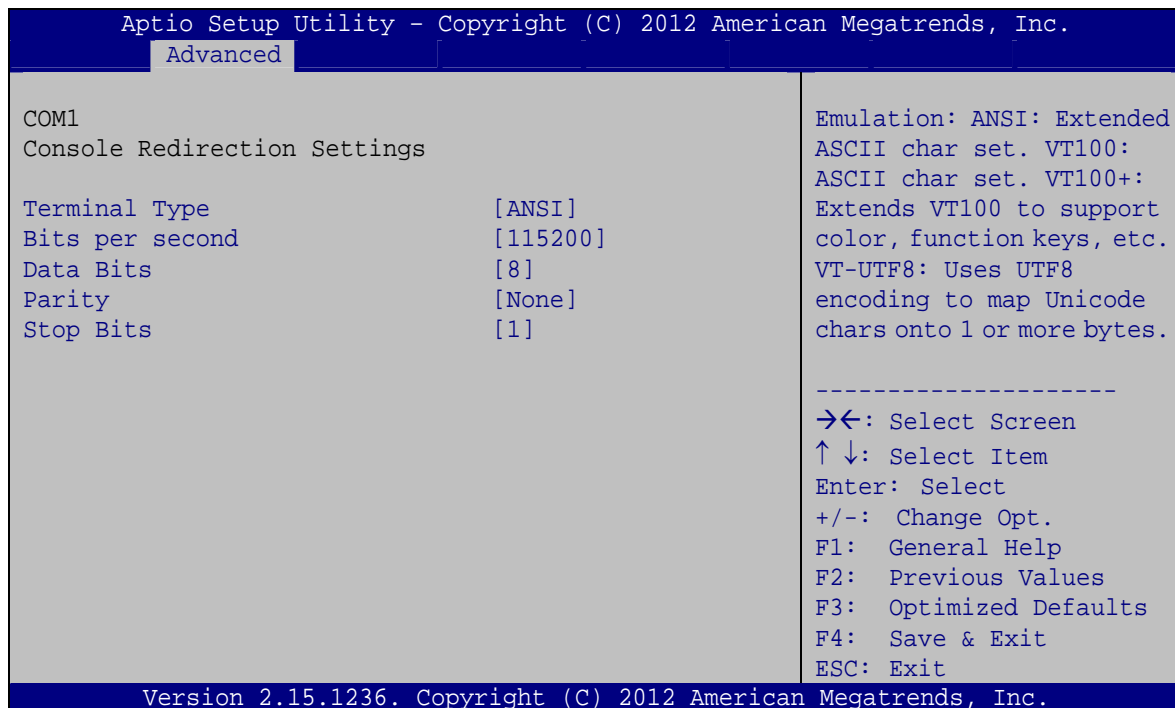 Aptio Setup Utility – Copyright (C) 2012 American Megatrends, Inc.
Advanced
COM1
Console Redirection Settings
Terminal Type [ANSI]
Bits per second [115200]
Data Bits [8]
Parity [None]
Stop Bits [1]
Emulation: ANSI: Extended
ASCII char set. VT100:
ASCII char set. VT100+:
Extends VT100 to support
color, function keys, etc.
VT-UTF8: Uses UTF8
encoding to map Unicode
chars onto 1 or more bytes.
---------------------
→←: Select Screen
↑ ↓: Select Item
Enter: Select
+/-: Change Opt.
F1: General Help
F2: Previous Values
F3: Optimized Defaults
F4: Save & Exit
ESC: Exit
Version 2.15.1236. Copyright (C) 2012 American Megatrends, Inc.